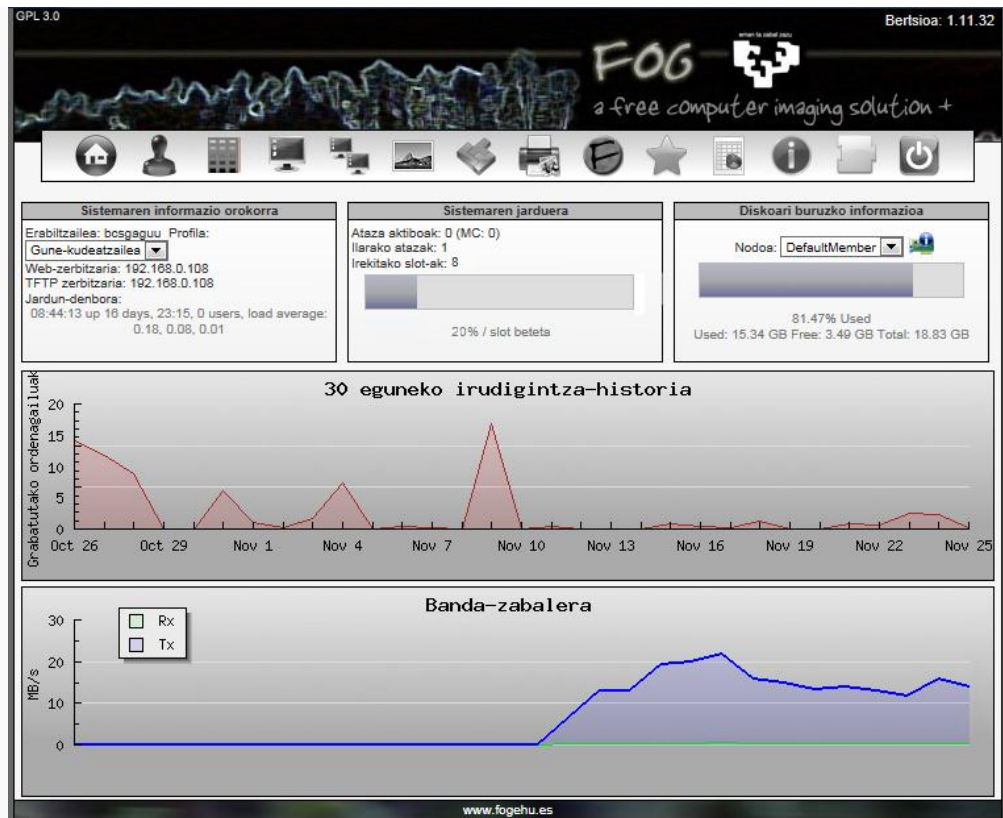 GPL 3.0
Bertsioa: 1.11.32
eman ta zabal zazu
FOG
a free computer imaging solution +
Sistemaren informazio orokorra
Erabiltzailea: bcsgaguu Profila:
Gune-kudeatzailea
Web-zerbitzaria: 192.168.0.108
TFTP zerbitzaria: 192.168.0.108
Jardun-denbora:
08:44:13 up 16 days, 23:15, 0 users, load average:
0.18, 0.08, 0.01
Sistemaren jarduera
Ataza aktiboak: 0 (MC: 0)
Ilarako atazak: 1
Irekitako slot-ak: 8
20% / slot beteta
Diskoari buruzko informazioa
Nodoa: DefaultMember
81.47% Used
Used: 15.34 GB Free: 3.49 GB Total: 18.83 GB
30 eguneko irudigintza-historia
Grabatutako ordenagailuak
20
15
10
5
0
Oct 26 Oct 29 Nov 1 Nov 4 Nov 7 Nov 10 Nov 13 Nov 16 Nov 19 Nov 22 Nov 25
Banda-zabalera
Rx
Tx
MB/s
30
20
10
0
www.fogehu.es